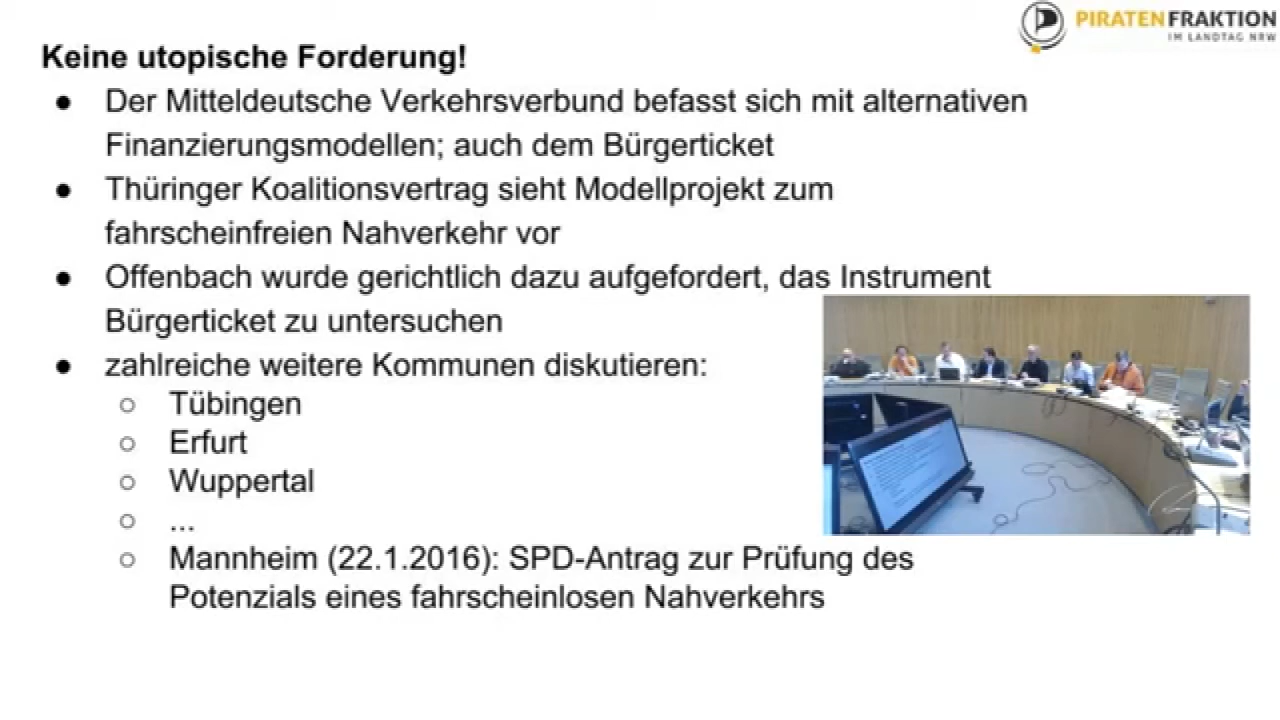 PIRATENFRAKTION
IM LANDTAG NRW
Keine utopische Forderung!
● Der Mitteldeutsche Verkehrsverbund befasst sich mit alternativen
Finanzierungsmodellen; auch dem Bürgerticket
● Thüringer Koalitionsvertrag sieht Modellprojekt zum
fahrscheinfreien Nahverkehr vor
● Offenbach wurde gerichtlich dazu aufgefordert, das Instrument
Bürgerticket zu untersuchen
● zahlreiche weitere Kommunen diskutieren:
○ Tübingen
○ Erfurt
○ Wuppertal
○ ...
○ Mannheim (22.1.2016): SPD-Antrag zur Prüfung des
Potenzials eines fahrscheinlosen Nahverkehrs